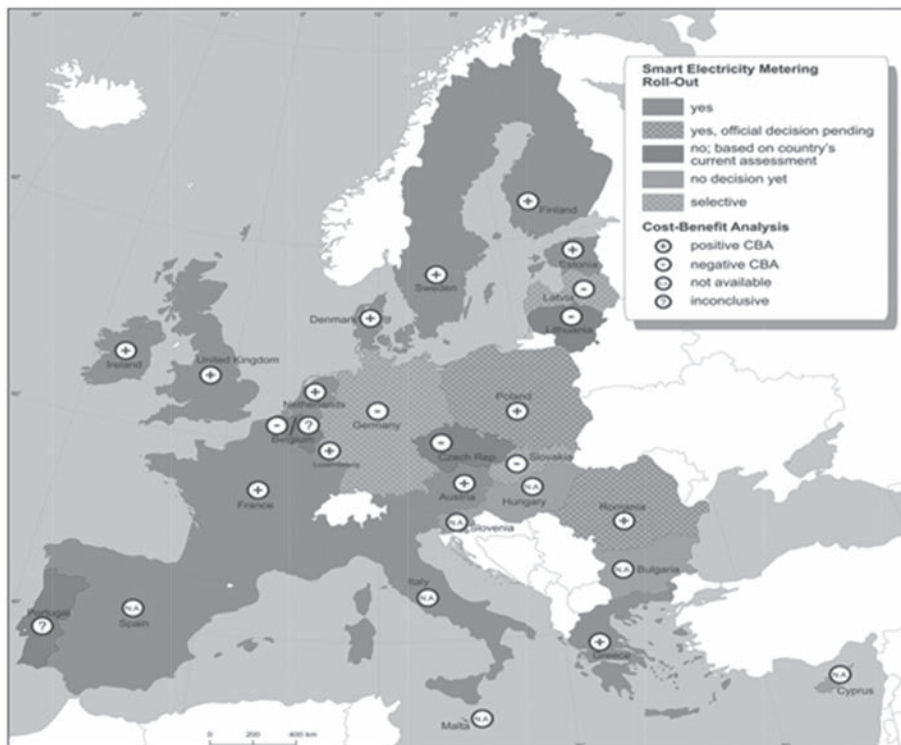 Smart Electricity Metering
Roll-Out
yes
yes, official decision pending
no; based on country's
current assessment
no decision yet
selective
Cost-Benefit Analysis
+ positive CBA
- negative CBA
N.A not available
? inconclusive
+
Finland
+
Estonia
+
Sweden
Latvia -
-
Lithuania
Denmark +
+
Ireland
United Kingdom
+
+
Netherlands
- / ?
Belgium
-
Germany
Poland
+
+
Luxembourg
-
Czech Rep.
- Slovakia
+
Austria
N.A
Hungary
+
France
N.A Slovenia
Romania
+
N.A Bulgaria
Italy
N.A
Portugal
?
N.A
Spain
+
Greece
N.A
Cyprus
Malta N.A
0 200 400 km